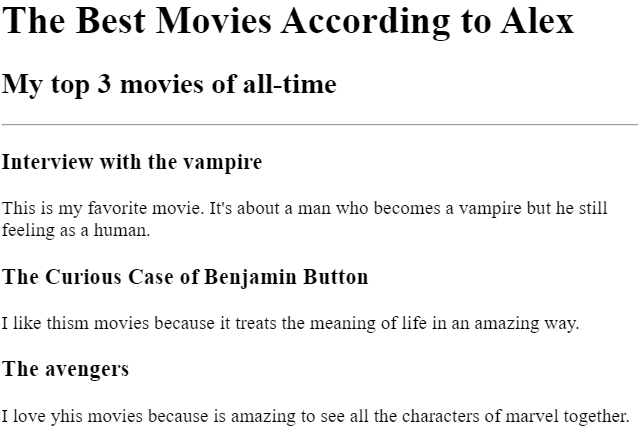 The Best Movies According to Alex
My top 3 movies of all-time
Interview with the vampire
This is my favorite movie. It's about a man who becomes a vampire but he still
feeling as a human.
The Curious Case of Benjamin Button
I like thism movies because it treats the meaning of life in an amazing way.
The avengers
I love yhis movies because is amazing to see all the characters of marvel together.